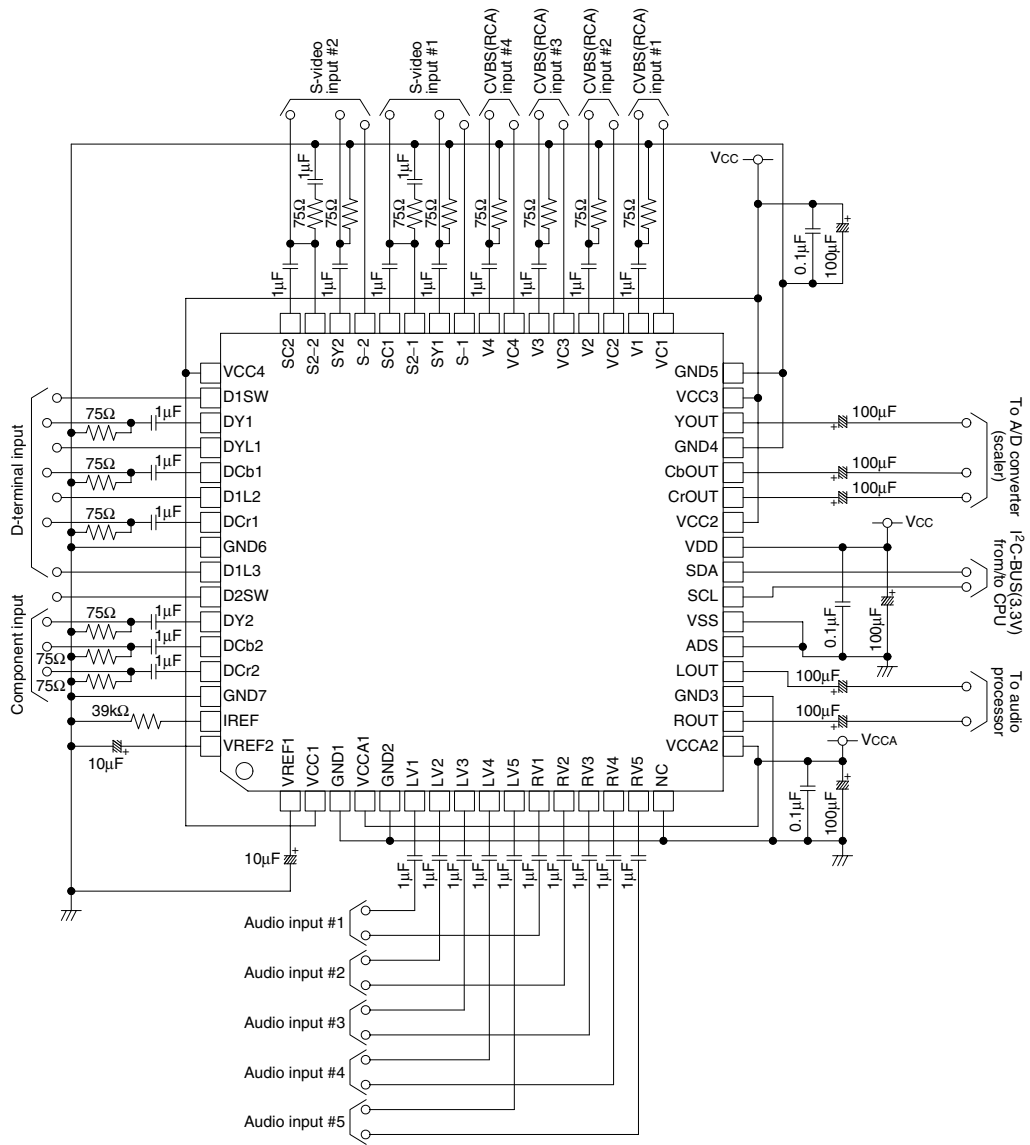 S-video
input #2
S-video
input #1
CVBS(RCA)
input #4
CVBS(RCA)
input #3
CVBS(RCA)
input #2
CVBS(RCA)
input #1
VCC
1μF
1μF
75Ω
75Ω
75Ω
75Ω
75Ω
75Ω
75Ω
75Ω
0.1μF
100μF
1μF
1μF
1μF
1μF
1μF
1μF
1μF
1μF
SC2
S2–2
SY2
S-2
SC1
S2–1
SY1
S-1
V4
VC4
V3
VC3
V2
VC2
V1
VC1
D-terminal input
Component input
75Ω
1μF
75Ω
1μF
75Ω
1μF
75Ω
1μF
75Ω
1μF
75Ω
1μF
39kΩ
10μF
VCC4
D1SW
DY1
DYL1
DCb1
D1L2
DCr1
GND6
D1L3
D2SW
DY2
DCb2
DCr2
GND7
IREF
VREF2
GND5
VCC3
YOUT
GND4
CbOUT
CrOUT
VCC2
VDD
SDA
SCL
VSS
ADS
LOUT
GND3
ROUT
VCCA2
100μF
100μF
100μF
To A/D converter
(scaler)
VCC
I²C-BUS(3.3V)
from/to CPU
0.1μF
100μF
100μF
100μF
To audio
processor
VCCA
0.1μF
100μF
VREF1
VCC1
GND1
VCCA1
GND2
LV1
LV2
LV3
LV4
LV5
RV1
RV2
RV3
RV4
RV5
NC
10μF
1μF
1μF
1μF
1μF
1μF
1μF
1μF
1μF
1μF
1μF
Audio input #1
Audio input #2
Audio input #3
Audio input #4
Audio input #5